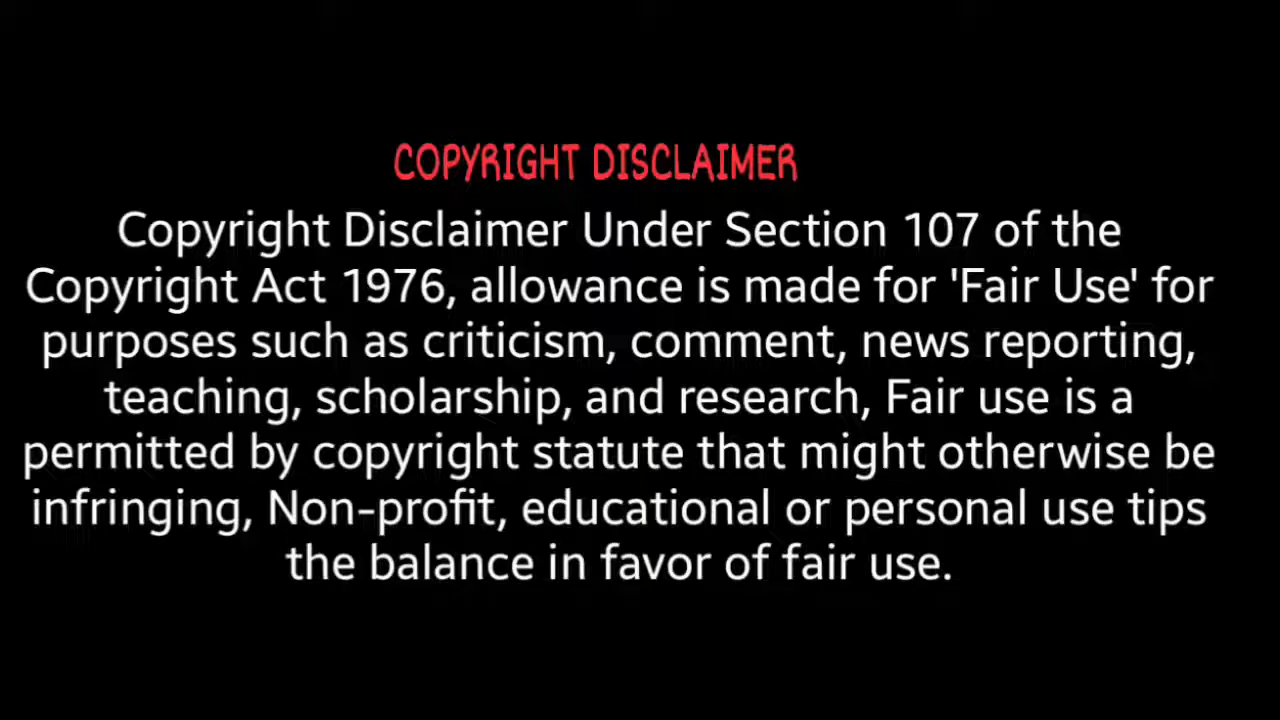 COPYRIGHT DISCLAIMER
Copyright Disclaimer Under Section 107 of the
Copyright Act 1976, allowance is made for 'Fair Use' for
purposes such as criticism, comment, news reporting,
teaching, scholarship, and research, Fair use is a
permitted by copyright statute that might otherwise be
infringing, Non-profit, educational or personal use tips
the balance in favor of fair use.